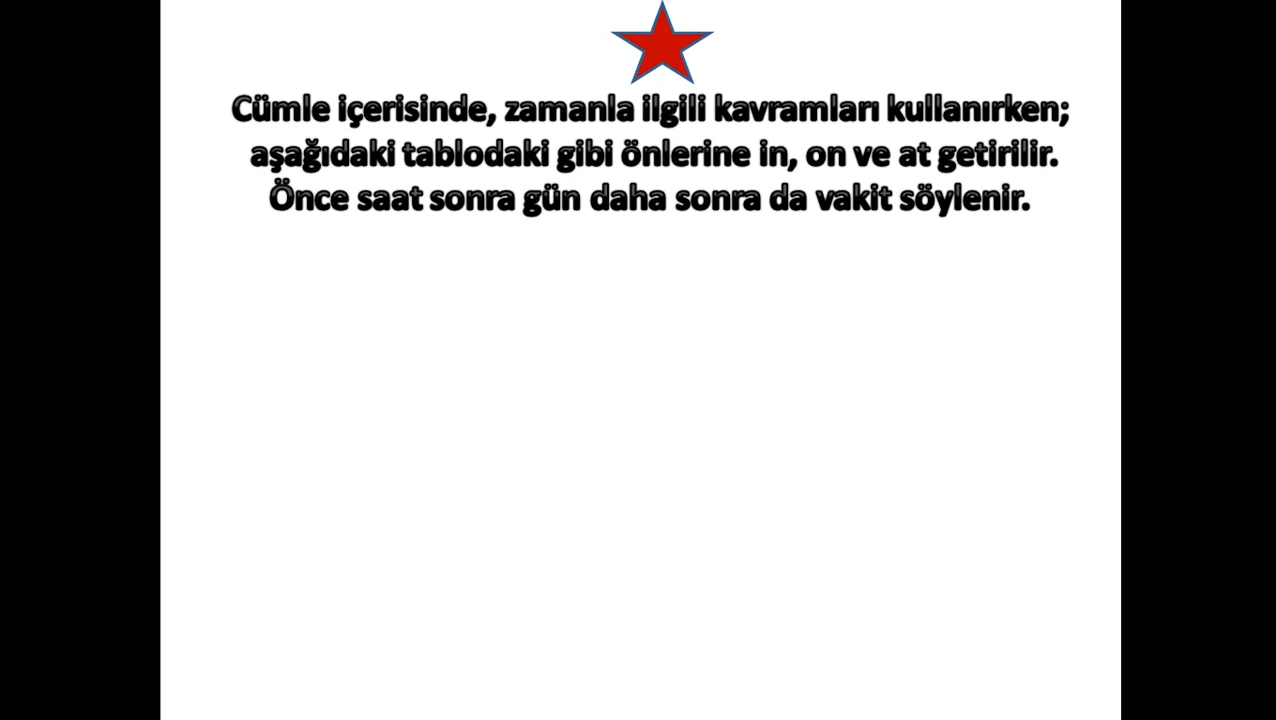 Cümle içerisinde, zamanla ilgili kavramları kullanırken;
aşağıdaki tablodaki gibi önlerine in, on ve at getirilir.
Önce saat sonra gün daha sonra da vakit söylenir.